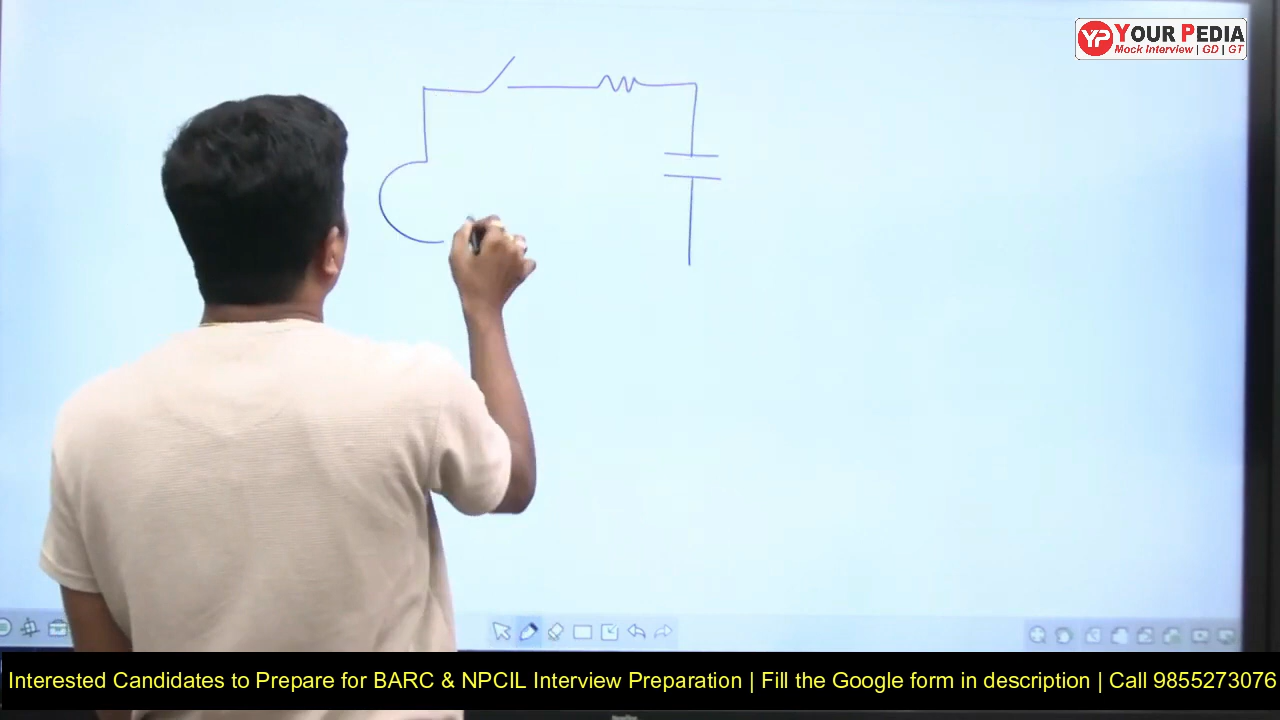 YP YOUR PEDIA
Mock Interview | GD | GT
Interested Candidates to Prepare for BARC & NPCIL Interview Preparation | Fill the Google form in description | Call 9855273076